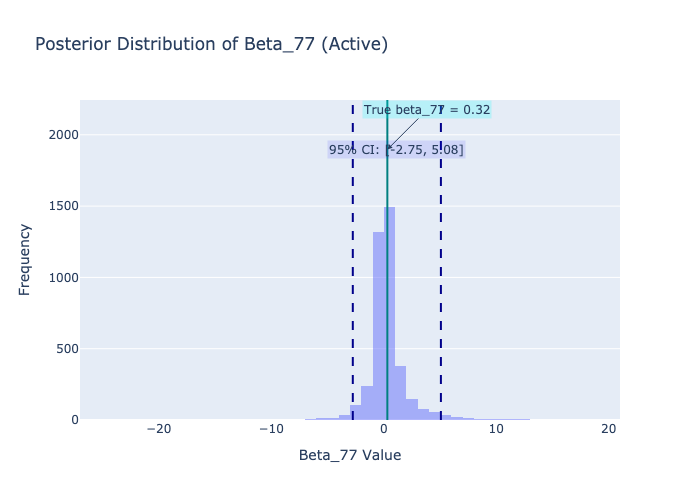 Posterior Distribution of Beta_77 (Active)
True beta_77 = 0.32
95% CI: [-2.75, 5.08]
2000
1500
1000
500
0
Frequency
−20
−10
0
10
20
Beta_77 Value